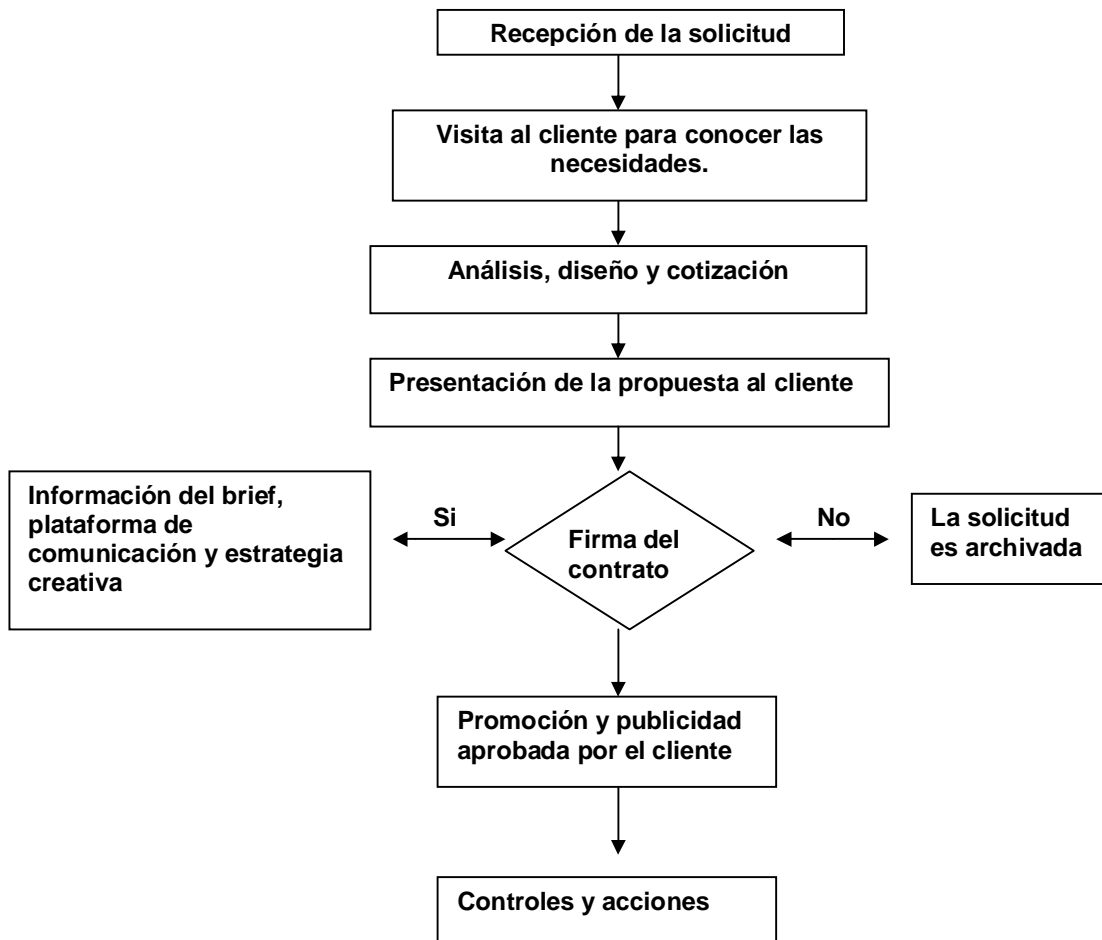 Recepción de la solicitud
Visita al cliente para conocer las
necesidades.
Análisis, diseño y cotización
Presentación de la propuesta al cliente
Información del brief,
plataforma de
comunicación y estrategia
creativa
Si
Firma del
contrato
No
La solicitud
es archivada
Promoción y publicidad
aprobada por el cliente
Controles y acciones